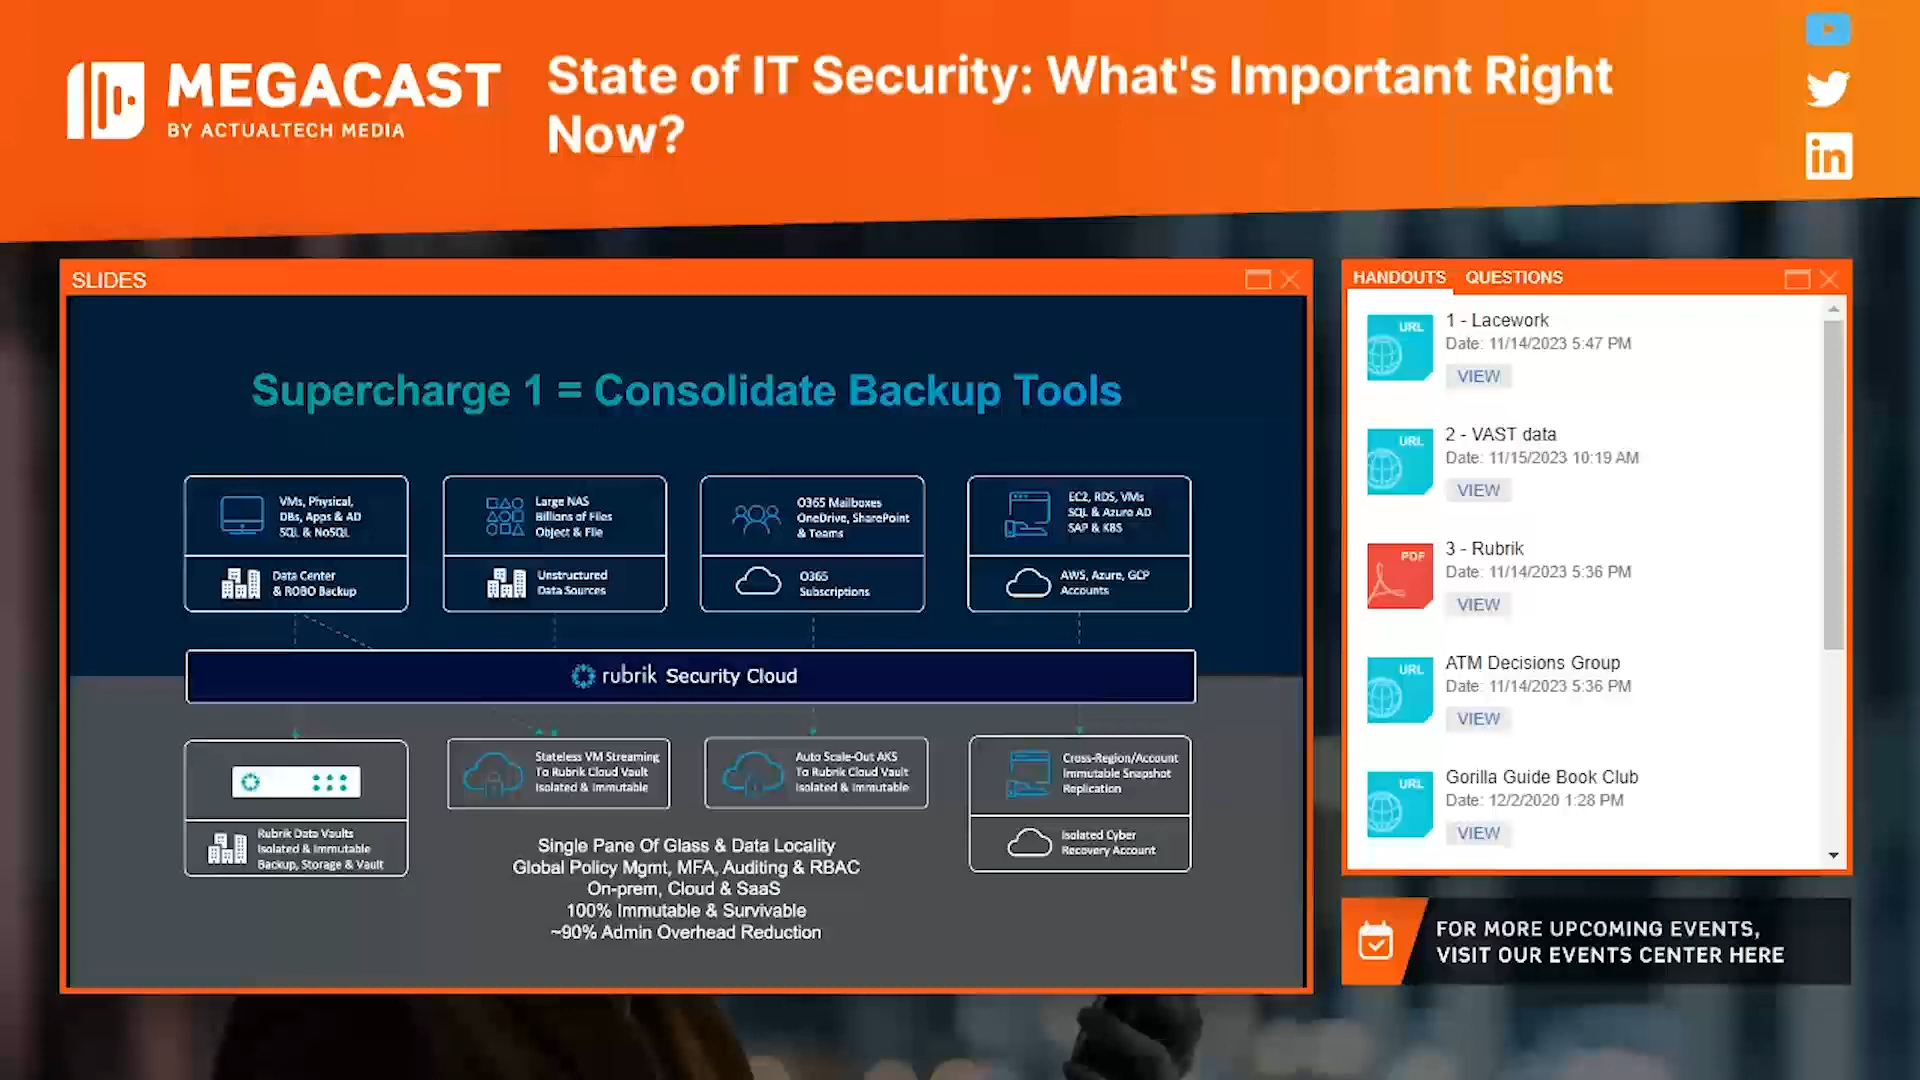 MEGACAST
BY ACTUALTECH MEDIA
State of IT Security: What's Important Right
Now?
in
SLIDES
Supercharge 1 = Consolidate Backup Tools
VMs, Physical,
DBs, Apps & AD
SQL & NoSQL
Data Center
& ROBO Backup
Large NAS
Billions of Files
Object & File
Unstructured
Data Sources
O365 Mailboxes
OneDrive, SharePoint
& Teams
O365
Subscriptions
EC2, RDS, VMs
SQL & Azure AD
SAP & K8S
AWS, Azure, GCP
Accounts
rubrik Security Cloud
Rubrik Data Vaults
Isolated & Immutable
Backup, Storage & Vault
Stateless VM Streaming
To Rubrik Cloud Vault
Isolated & Immutable
Auto Scale-Out AKS
To Rubrik Cloud Vault
Isolated & Immutable
Cross-Region/Account
Immutable Snapshot
Replication
Isolated Cyber
Recovery Account
Single Pane Of Glass & Data Locality
Global Policy Mgmt, MFA, Auditing & RBAC
On-prem, Cloud & SaaS
100% Immutable & Survivable
~90% Admin Overhead Reduction
HANDOUTS QUESTIONS
URL
1 - Lacework
Date: 11/14/2023 5:47 PM
VIEW
URL
2 - VAST data
Date: 11/15/2023 10:19 AM
VIEW
PDF
3 - Rubrik
Date: 11/14/2023 5:36 PM
VIEW
URL
ATM Decisions Group
Date: 11/14/2023 5:36 PM
VIEW
URL
Gorilla Guide Book Club
Date: 12/2/2020 1:28 PM
VIEW
FOR MORE UPCOMING EVENTS,
VISIT OUR EVENTS CENTER HERE